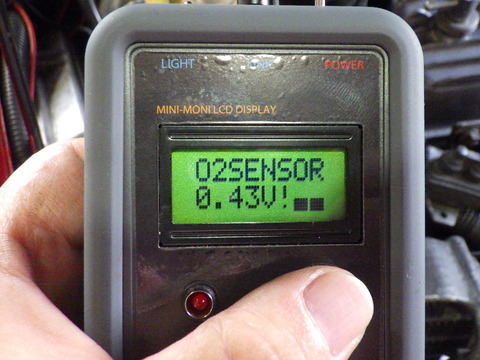 LIGHT POWER
MINI-MONI LCD DISPLAY
O2SENSOR
0.43V!